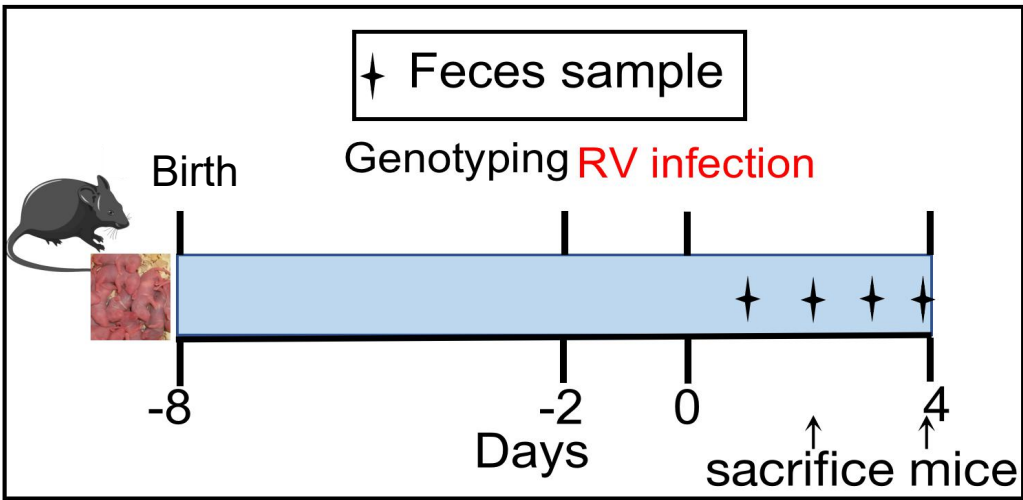 Feces sample
Birth
Genotyping RV infection
-8 -2 0 4
Days
sacrifice mice